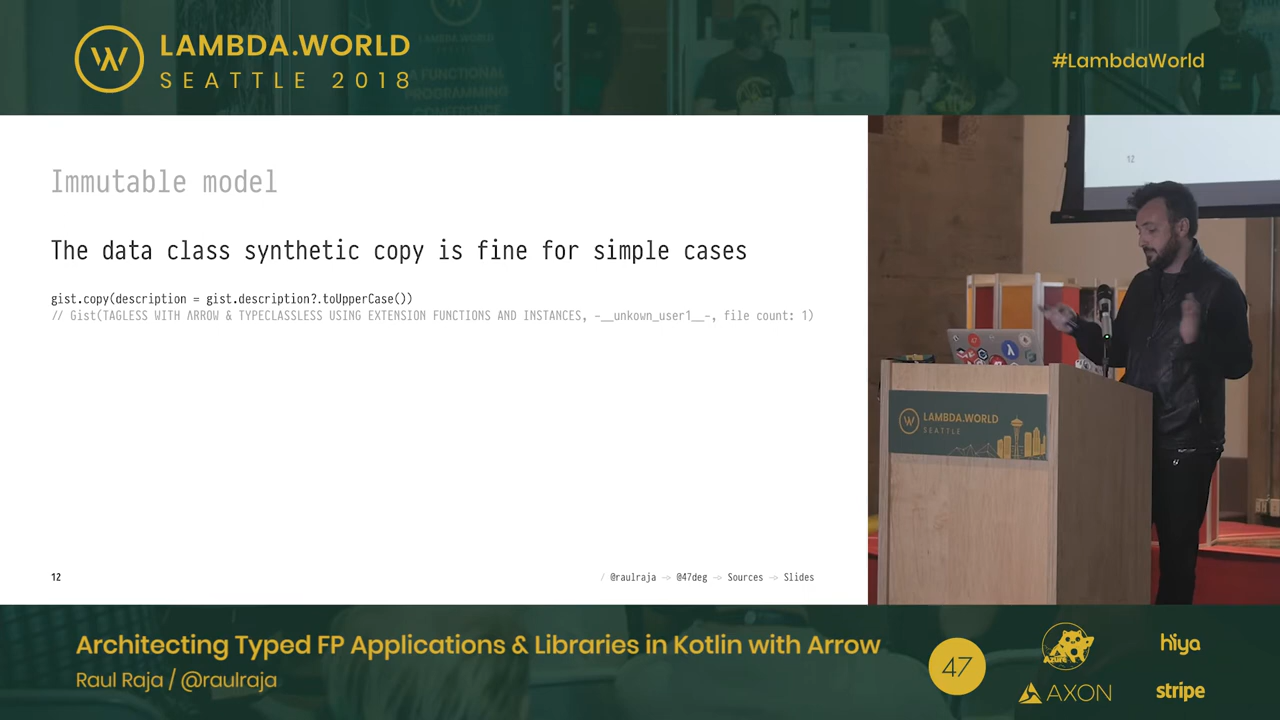 LAMBDA.WORLD
SEATTLE 2018
#LambdaWorld
Immutable model
The data class synthetic copy is fine for simple cases
gist.copy(description = gist.description?.toUpperCase())
// Gist(TAGLESS WITH ΛRROW & TYPECLASSLESS USING EXTENSION FUNCTIONS AND INSTANCES, -__unkown_user1__-, file count: 1)
12
/ @raulraja -> @47deg -> Sources -> Slides
12
LAMBDA.WORLD
SEATTLE
Architecting Typed FP Applications & Libraries in Kotlin with Arrow
Raul Raja / @raulraja
47
Azure
hiya
AXON
stripe